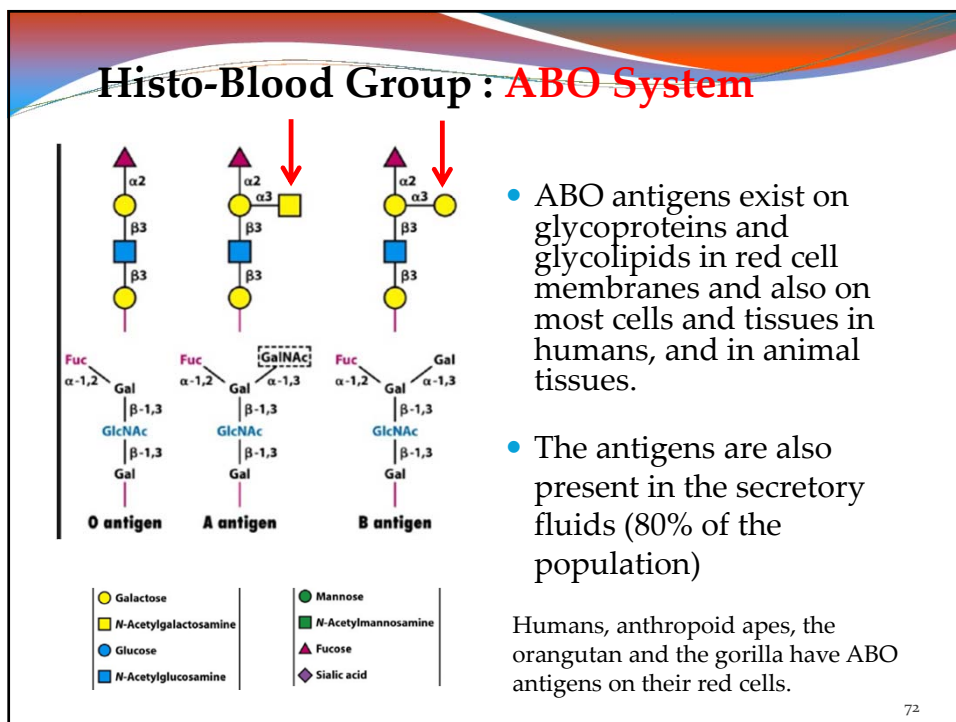 Histo-Blood Group : ABO System
α2
β3
β3
α2
α3
β3
β3
α2
α3
β3
β3
Fuc
α-1,2
Gal
β-1,3
GlcNAc
β-1,3
Gal
O antigen
Fuc
GalNAc
α-1,2
α-1,3
Gal
β-1,3
GlcNAc
β-1,3
Gal
A antigen
Fuc
Gal
α-1,2
α-1,3
Gal
β-1,3
GlcNAc
β-1,3
Gal
B antigen
Galactose
N-Acetylgalactosamine
Glucose
N-Acetylglucosamine
Mannose
N-Acetylmannosamine
Fucose
Sialic acid
• ABO antigens exist on
glycoproteins and
glycolipids in red cell
membranes and also on
most cells and tissues in
humans, and in animal
tissues.
• The antigens are also
present in the secretory
fluids (80% of the
population)
Humans, anthropoid apes, the
orangutan and the gorilla have ABO
antigens on their red cells.
72